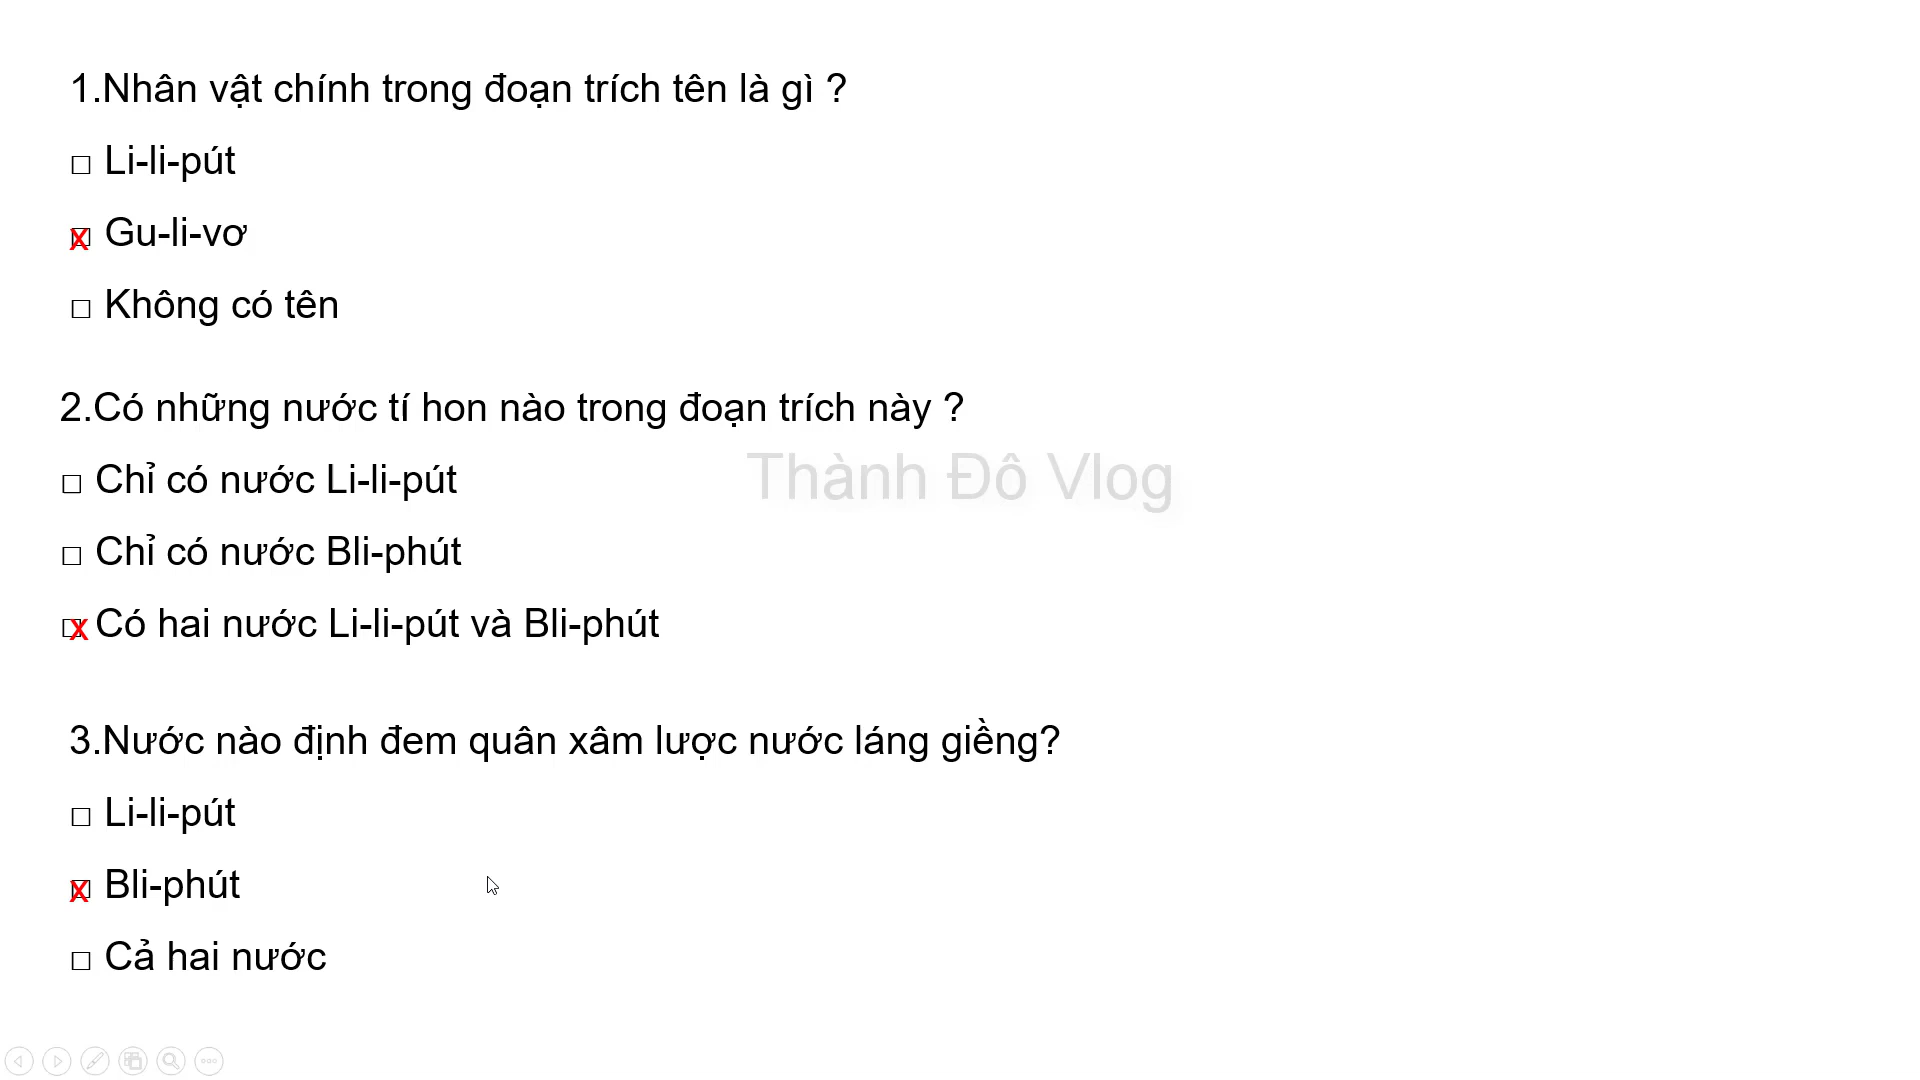 1.Nhân vật chính trong đoạn trích tên là gì ?
□ Li-li-pút
x□ Gu-li-vơ
□ Không có tên
2.Có những nước tí hon nào trong đoạn trích này ?
□ Chỉ có nước Li-li-pút
Thành Đô Vlog
□ Chỉ có nước Bli-phút
□x Có hai nước Li-li-pút và Bli-phút
3.Nước nào định đem quân xâm lược nước láng giềng?
□ Li-li-pút
x□ Bli-phút
□ Cả hai nước